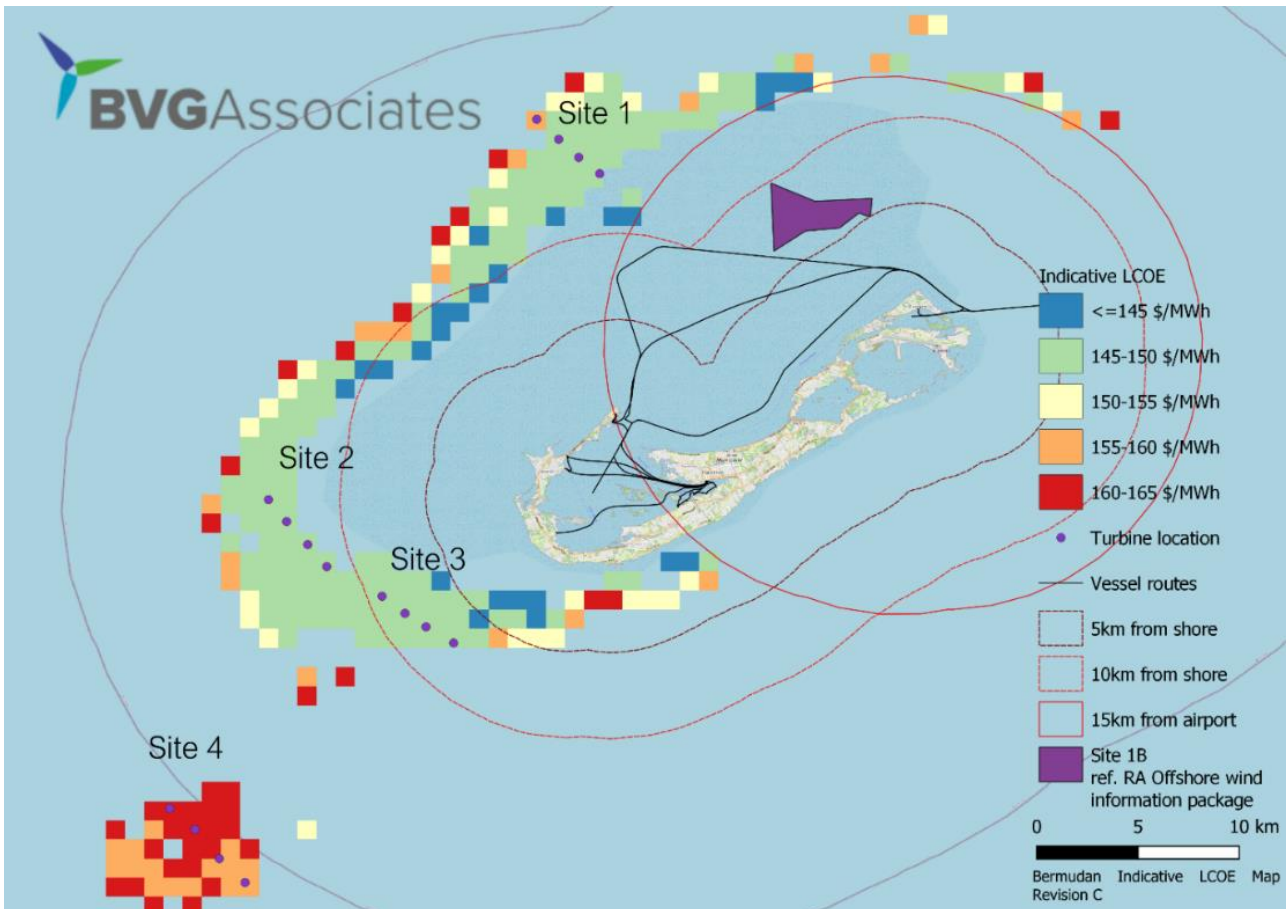 BVGAssociates
Site 1
Site 2
Site 3
Site 4
Indicative LCOE
<=145 $/MWh
145-150 $/MWh
150-155 $/MWh
155-160 $/MWh
160-165 $/MWh
Turbine location
Vessel routes
5km from shore
10km from shore
15km from airport
Site 1B
ref. RA Offshore wind
information package
0 5 10 km
Bermudan Indicative LCOE Map
Revision C